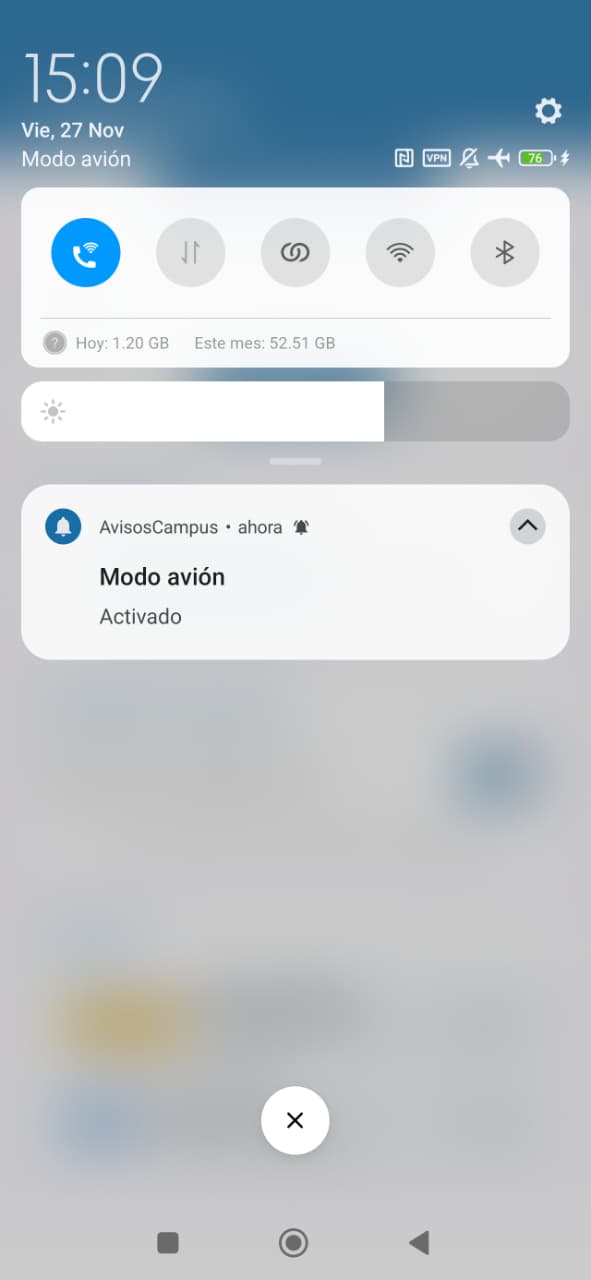 15:09
Vie, 27 Nov
Modo avión
VPN
76
? Hoy: 1.20 GB Este mes: 52.51 GB
AvisosCampus • ahora
Modo avión
Activado